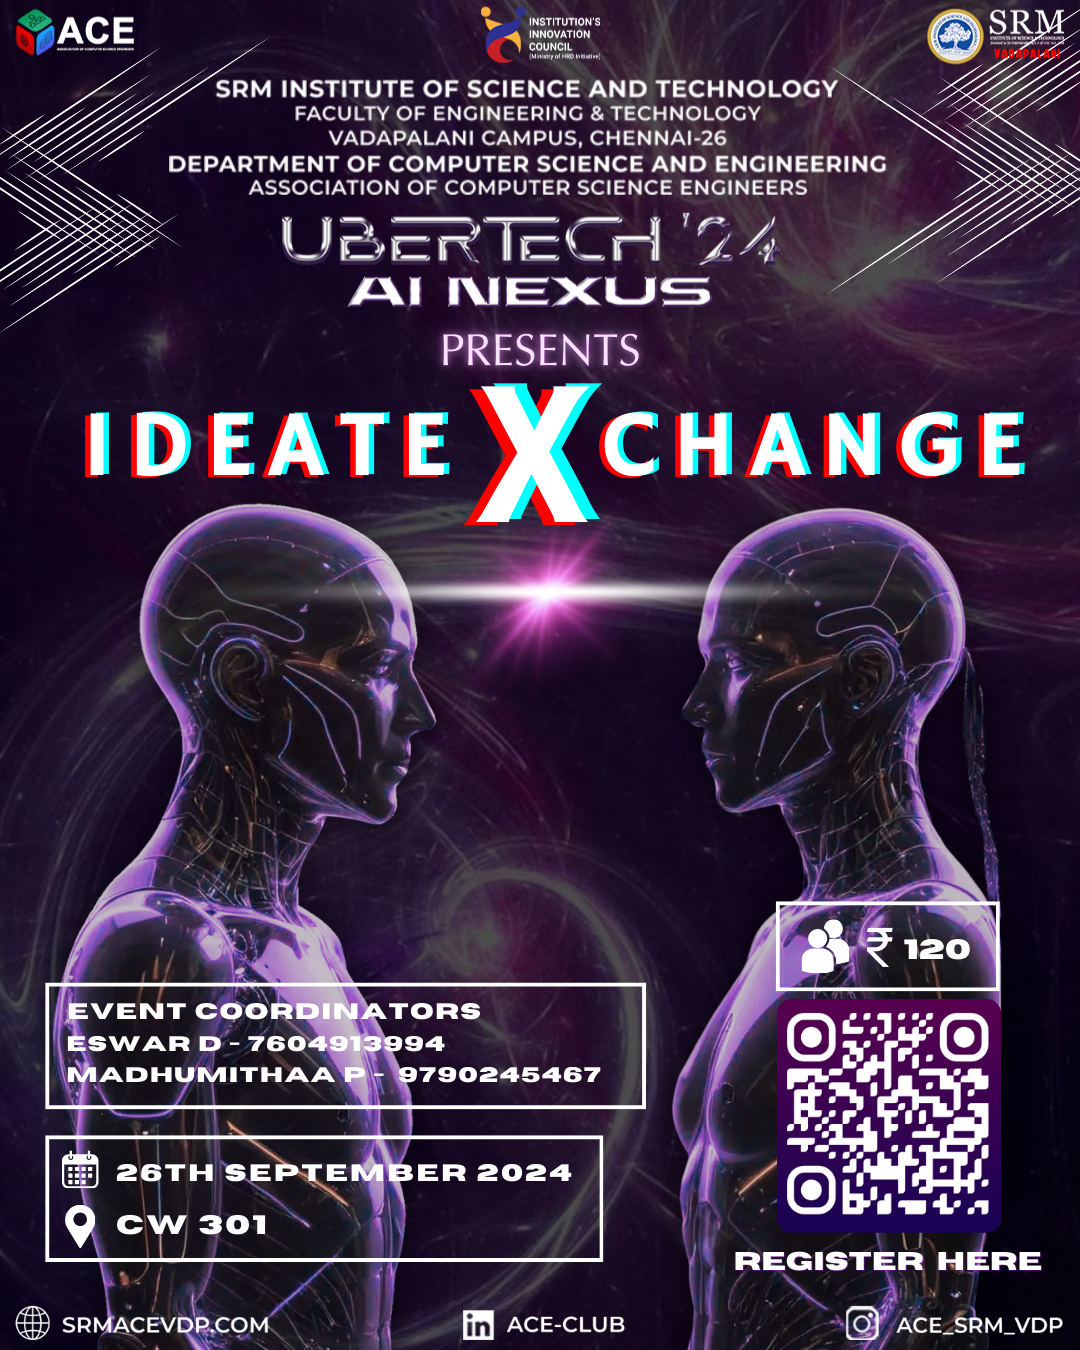 ACE
ASSOCIATION OF COMPUTER SCIENCE ENGINEERS
INSTITUTION'S
INNOVATION
COUNCIL
(Ministry of HRD Initiative)
SRM
INSTITUTE OF SCIENCE & TECHNOLOGY
VADAPALANI
SRM INSTITUTE OF SCIENCE AND TECHNOLOGY
FACULTY OF ENGINEERING & TECHNOLOGY
VADAPALANI CAMPUS, CHENNAI-26
DEPARTMENT OF COMPUTER SCIENCE AND ENGINEERING
ASSOCIATION OF COMPUTER SCIENCE ENGINEERS
UBERTECH '24
AI NEXUS
PRESENTS
IDEATE XCHANGE
₹ 120
EVENT COORDINATORS
ESWAR D - 7604913994
MADHUMITHAA P - 9790245467
26TH SEPTEMBER 2024
CW 301
REGISTER HERE
SRMACEVDP.COM
in ACE-CLUB
ACE_SRM_VDP